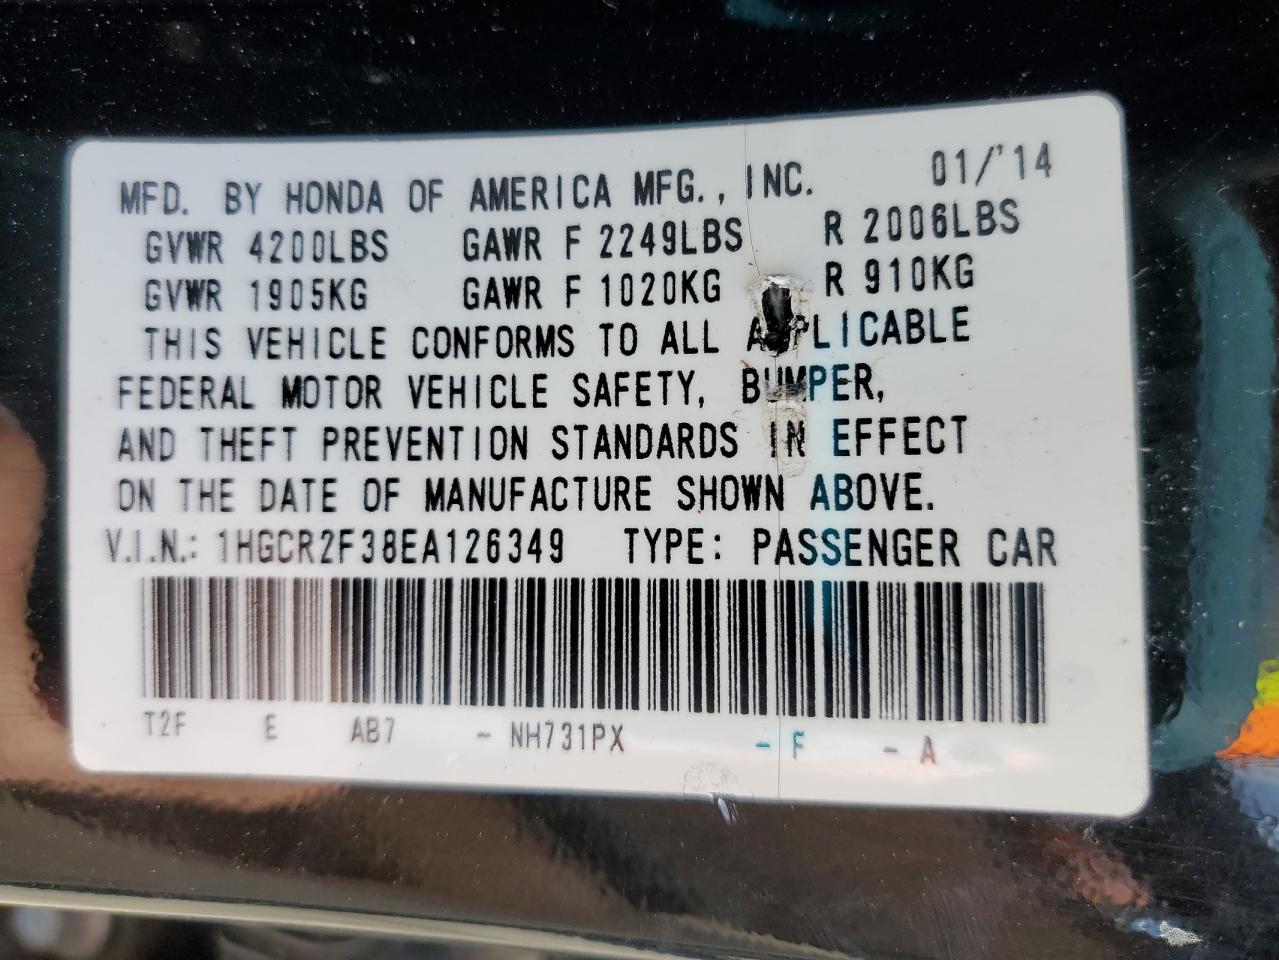 MFD. BY HONDA OF AMERICA MFG., INC. 01/'14
GVWR 4200LBS GAWR F 2249LBS R 2006LBS
GVWR 1905KG GAWR F 1020KG R 910KG
THIS VEHICLE CONFORMS TO ALL APPLICABLE
FEDERAL MOTOR VEHICLE SAFETY, BUMPER,
AND THEFT PREVENTION STANDARDS IN EFFECT
ON THE DATE OF MANUFACTURE SHOWN ABOVE.
V.I.N.: 1HGCR2F38EA126349 TYPE: PASSENGER CAR
T2F E AB7 - NH731PX - F - A